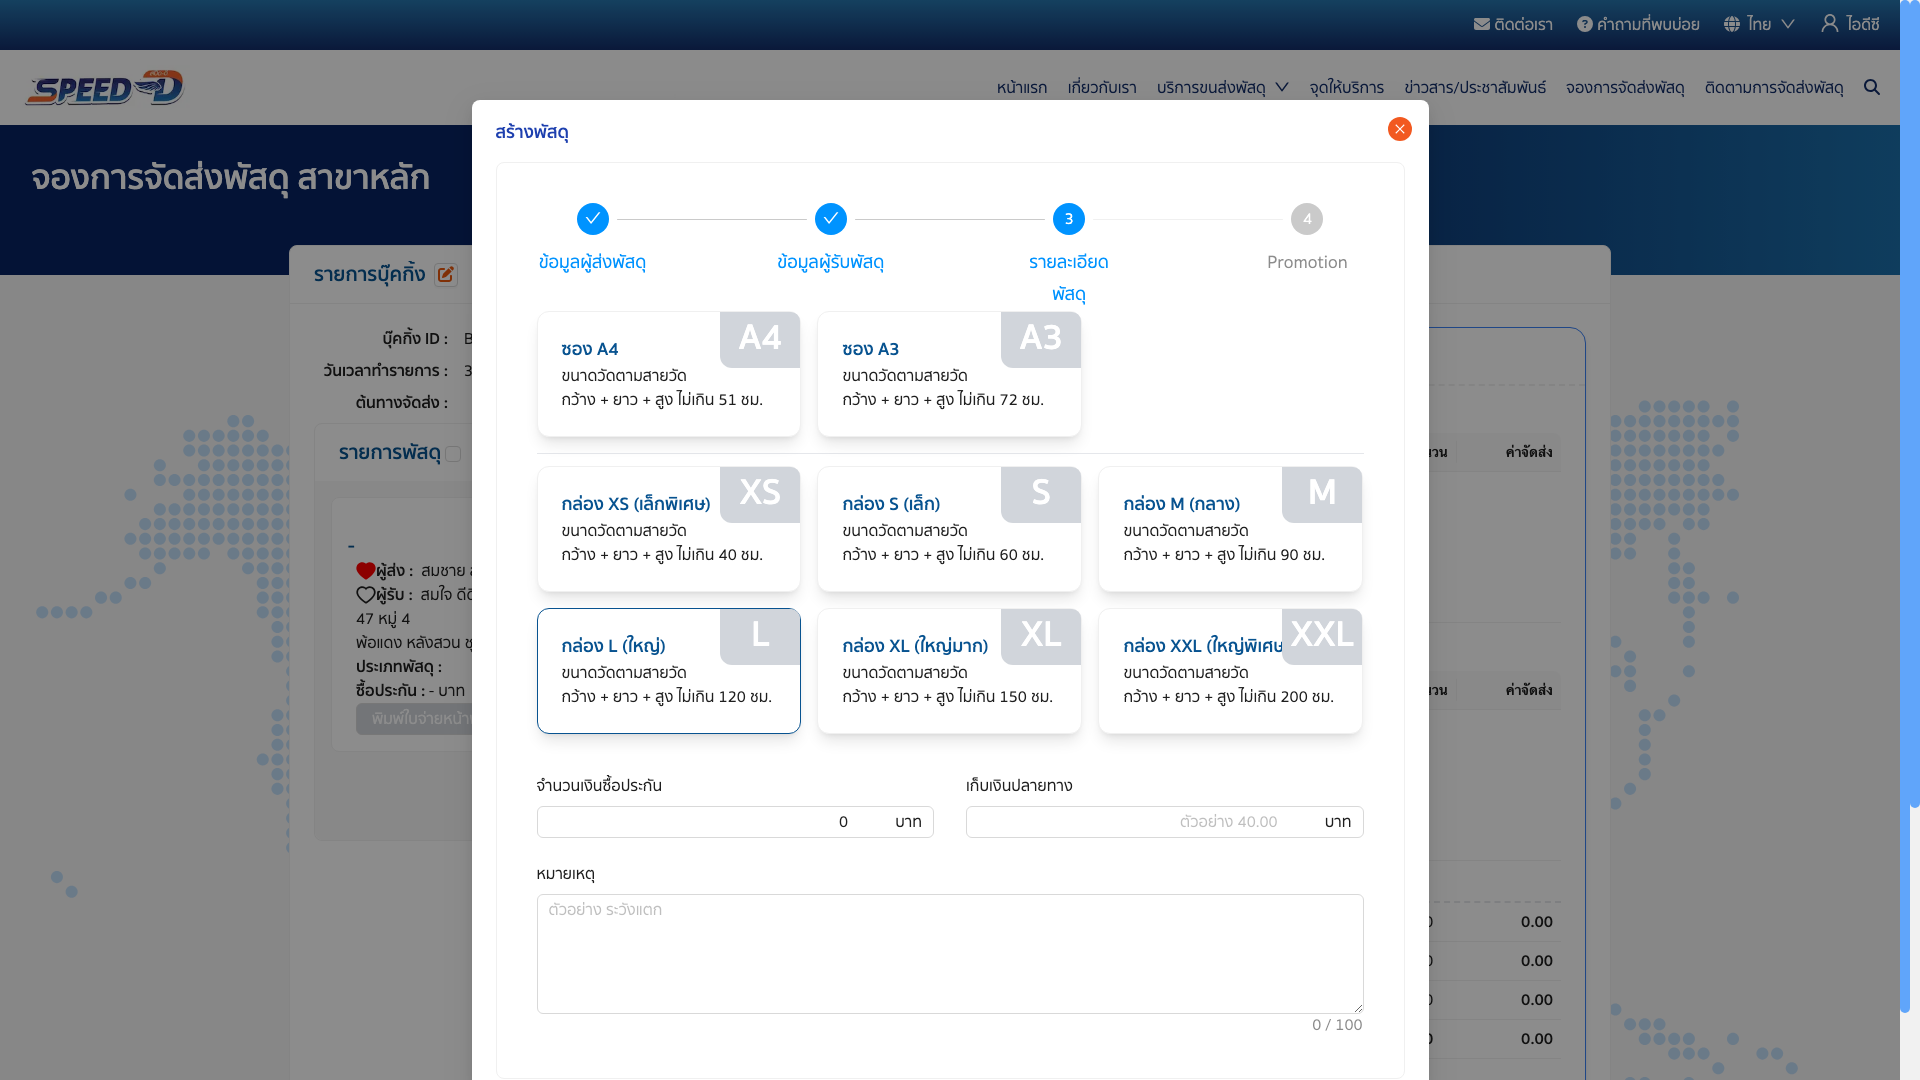 ติดต่อเรา
คำถามที่พบบ่อย
ไทย
ไอดีซี
SPEED-D
หน้าแรก
เกี่ยวกับเรา
บริการขนส่งพัสดุ
จุดให้บริการ
ข่าวสาร/ประชาสัมพันธ์
จองการจัดส่งพัสดุ
ติดตามการจัดส่งพัสดุ
จองการจัดส่งพัสดุ สาขาหลัก
รายการบุ๊คกิ้ง
บุ๊คกิ้ง ID : B
วันเวลาทำรายการ : 3
ต้นทางจัดส่ง :
รายการพัสดุ
-
ผู้ส่ง : สมชาย
ผู้รับ : สมใจ
47 หมู่ 4
พ้อแดง หลังสวน
ประเภทพัสดุ :
ซื้อประกัน : - บาท
พิมพ์ใบจ่ายหน้า
สร้างพัสดุ
3
4
ข้อมูลผู้ส่งพัสดุ
ข้อมูลผู้รับพัสดุ
รายละเอียด
พัสดุ
Promotion
A4
ซอง A4
ขนาดวัดตามสายวัด
กว้าง + ยาว + สูง ไม่เกิน 51 ซม.
A3
ซอง A3
ขนาดวัดตามสายวัด
กว้าง + ยาว + สูง ไม่เกิน 72 ซม.
XS
กล่อง XS (เล็กพิเศษ)
ขนาดวัดตามสายวัด
กว้าง + ยาว + สูง ไม่เกิน 40 ซม.
S
กล่อง S (เล็ก)
ขนาดวัดตามสายวัด
กว้าง + ยาว + สูง ไม่เกิน 60 ซม.
M
กล่อง M (กลาง)
ขนาดวัดตามสายวัด
กว้าง + ยาว + สูง ไม่เกิน 90 ซม.
L
กล่อง L (ใหญ่)
ขนาดวัดตามสายวัด
กว้าง + ยาว + สูง ไม่เกิน 120 ซม.
XL
กล่อง XL (ใหญ่มาก)
ขนาดวัดตามสายวัด
กว้าง + ยาว + สูง ไม่เกิน 150 ซม.
XXL
กล่อง XXL (ใหญ่พิเศษ
ขนาดวัดตามสายวัด
กว้าง + ยาว + สูง ไม่เกิน 200 ซม.
จำนวนเงินซื้อประกัน
0 บาท
เก็บเงินปลายทาง
ตัวอย่าง 40.00 บาท
หมายเหตุ
ตัวอย่าง ระวังแตก
0 / 100
ค่าจัดส่ง
ค่าจัดส่ง
0.00
0.00
0.00
0.00